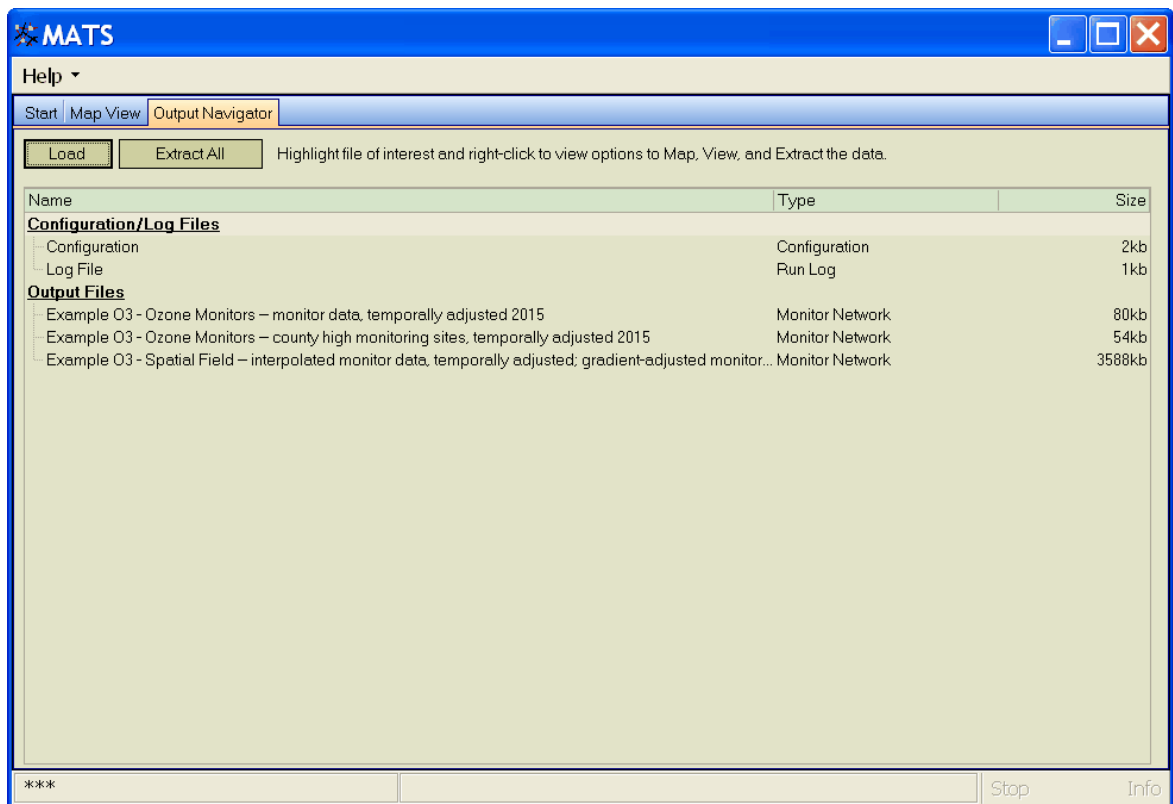 MATS
Help
Start Map View Output Navigator
Load Extract All Highlight file of interest and right-click to view options to Map, View, and Extract the data.
Name Type Size
Configuration/Log Files
Configuration Configuration 2kb
Log File Run Log 1kb
Output Files
Example O3 - Ozone Monitors -- monitor data, temporally adjusted 2015 Monitor Network 80kb
Example O3 - Ozone Monitors -- county high monitoring sites, temporally adjusted 2015 Monitor Network 54kb
Example O3 - Spatial Field -- interpolated monitor data, temporally adjusted; gradient-adjusted monitor... Monitor Network 3588kb
*** Stop Info